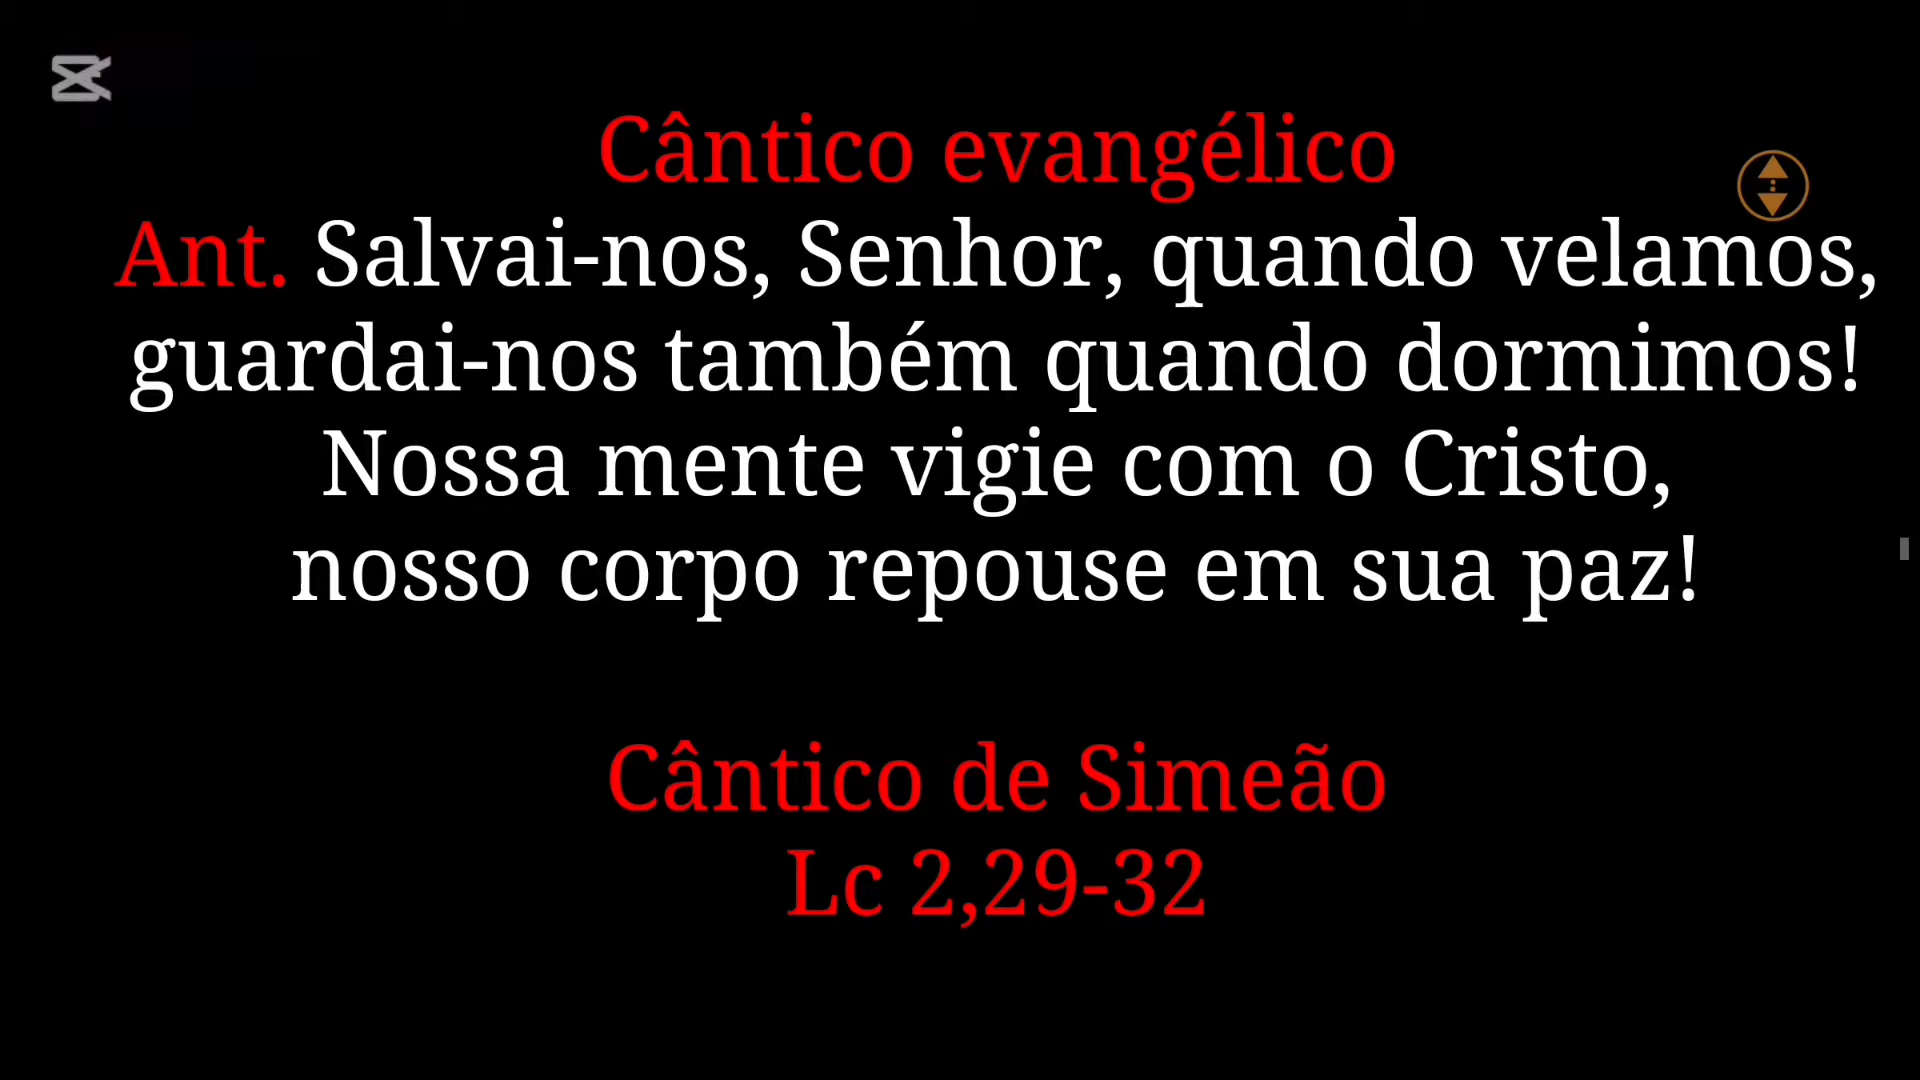 Cântico evangélico
Ant. Salvai-nos, Senhor, quando velamos,
guardai-nos também quando dormimos!
Nossa mente vigie com o Cristo,
nosso corpo repouse em sua paz!
Cântico de Simeão
Lc 2,29-32